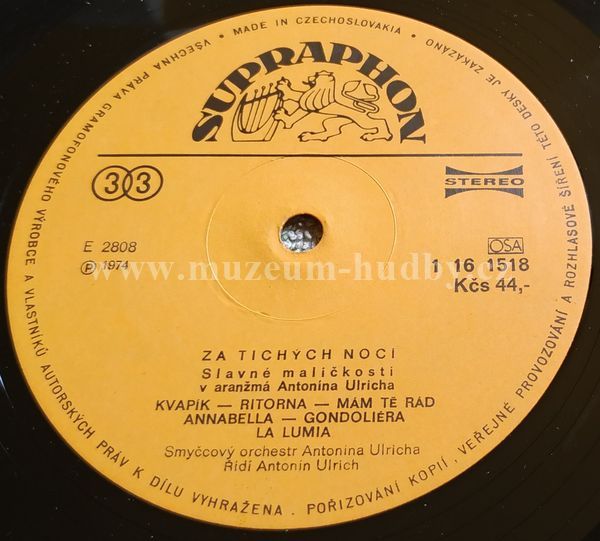 VŠECHNA PRÁVA GRAMOFONOVÉHO VÝROBCE A VLASTNÍKŮ AUTORSKÝCH PRÁV K DÍLU VYHRAŽENA. POŘIZOVÁNÍ KOPIÍ, VEŘEJNÉ PROVOZOVÁNÍ A ROZHLASOVÉ ŠÍŘENÍ TÉTO DESKY JE ZAKÁZÁNO
• MADE IN CZECHOSLOVAKIA •
SUPRAPHON
33
STEREO
E 2808
OSA
℗ 1974
1 16 1518
www.muzeum-hudby.cz
Kčs 44,-
ZA TICHÝCH NOCÍ
Slavné maličkosti
v aranžmá Antonína Ulricha
KVAPÍK — RITORNA — MÁM TĚ RÁD
ANNABELLA — GONDOLIÉRA
LA LUMIA
Smyčcový orchestr Antonína Ulricha
Řídí Antonín Ulrich